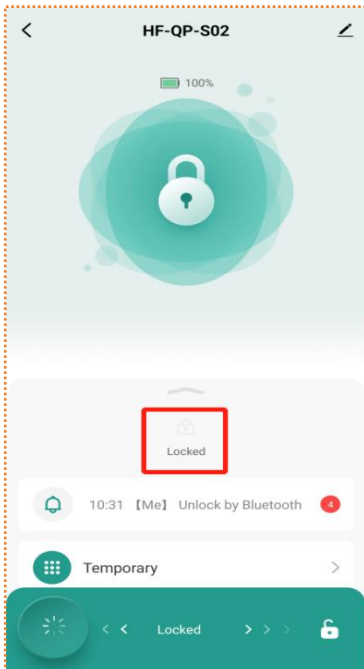 HF-QP-S02
100%
Locked
10:31 【Me】 Unlock by Bluetooth 4
Temporary
Locked